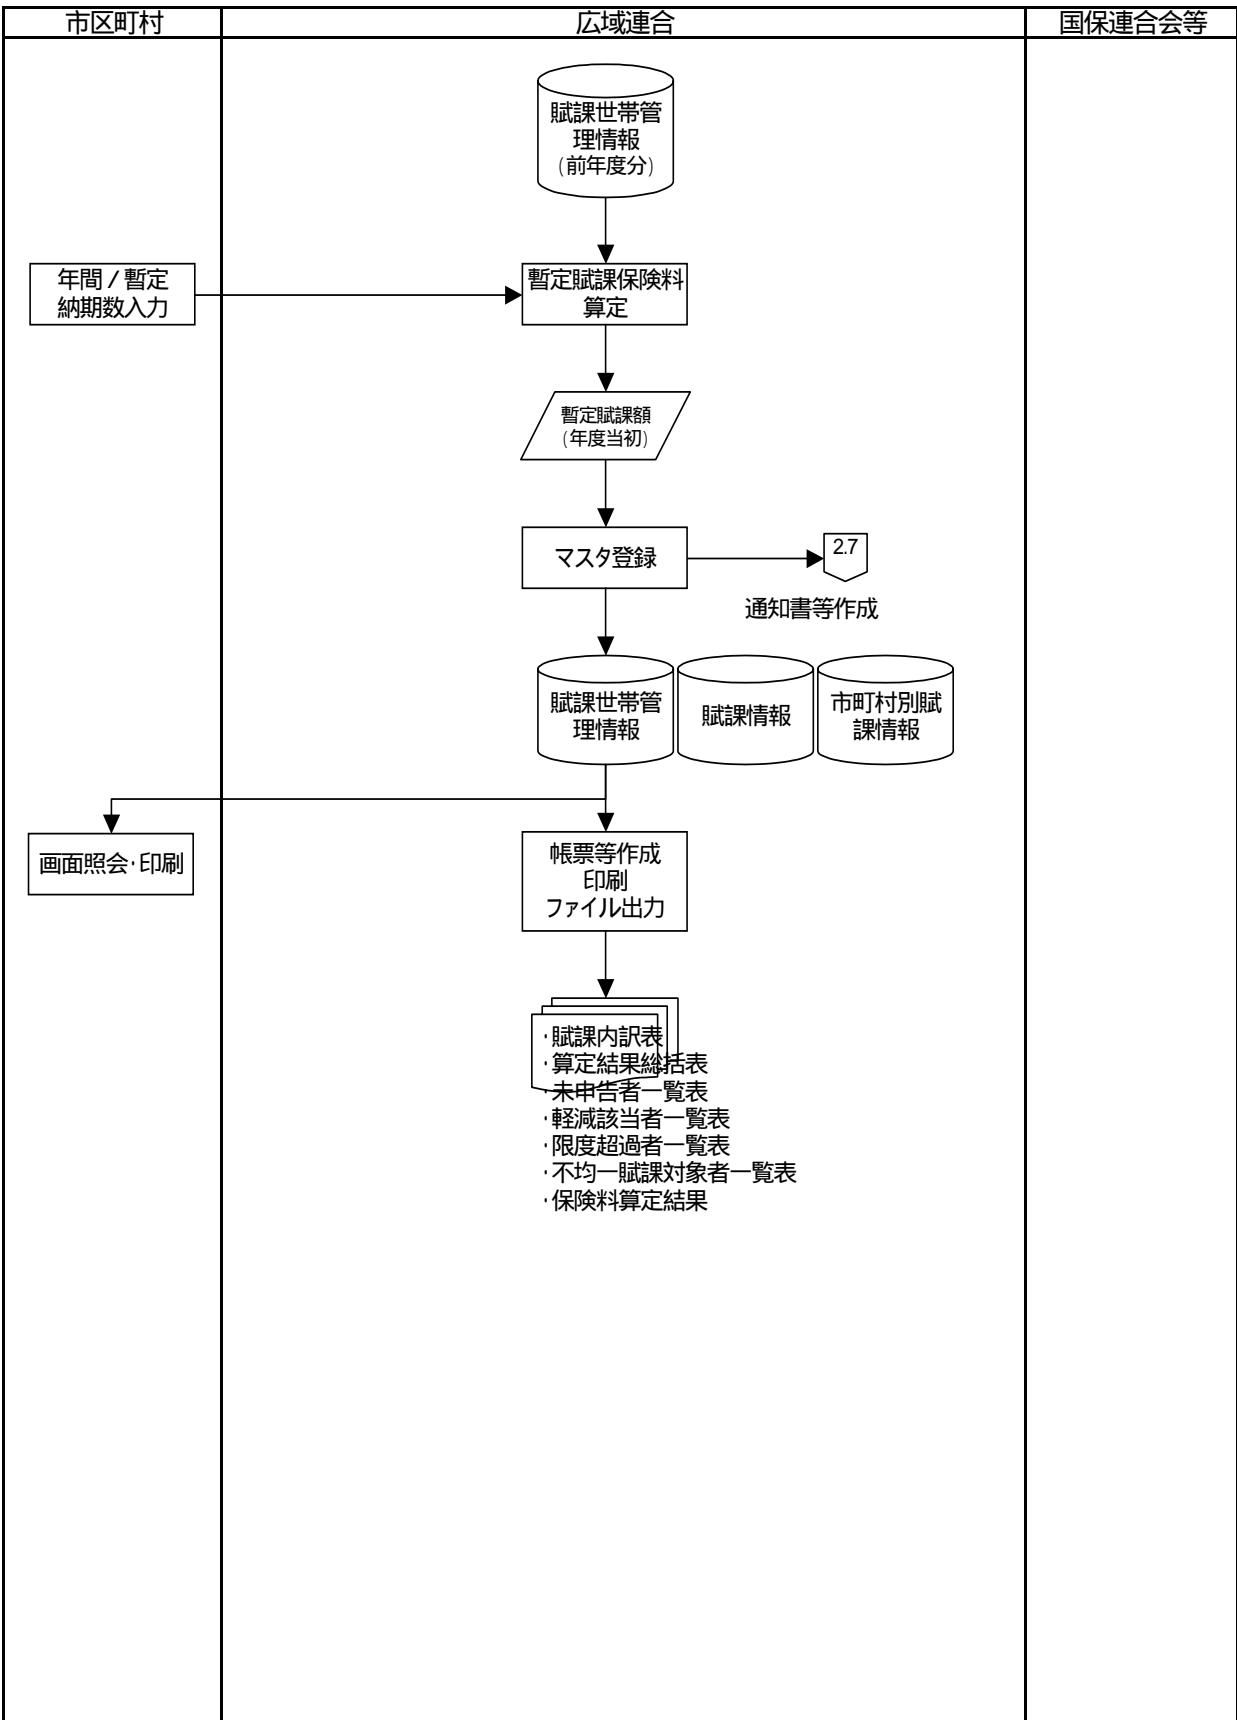 市区町村
広域連合
国保連合会等
賦課世帯管
理情報
(前年度分)
年間/暫定
納期数入力
暫定賦課保険料
算定
暫定賦課額
(年度当初)
マスタ登録
2.7
通知書等作成
賦課世帯管
理情報
賦課情報
市町村別賦
課情報
画面照会・印刷
帳票等作成
印刷
ファイル出力
・賦課内訳表
・算定結果総括表
・未申告者一覧表
・軽減該当者一覧表
・限度超過者一覧表
・不均一賦課対象者一覧表
・保険料算定結果